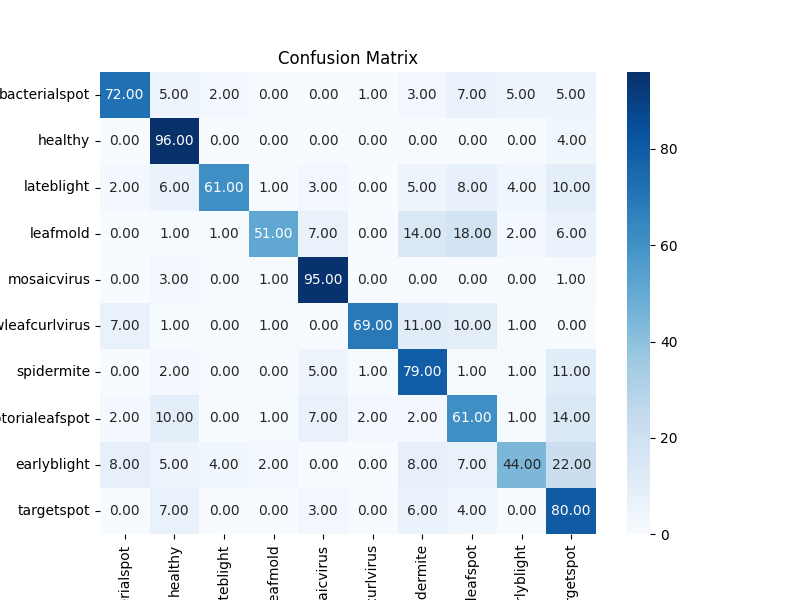 Confusion Matrix
bacterialspot 72.00 5.00 2.00 0.00 0.00 1.00 3.00 7.00 5.00 5.00
healthy 0.00 96.00 0.00 0.00 0.00 0.00 0.00 0.00 0.00 4.00
lateblight 2.00 6.00 61.00 1.00 3.00 0.00 5.00 8.00 4.00 10.00
leafmold 0.00 1.00 1.00 51.00 7.00 0.00 14.00 18.00 2.00 6.00
mosaicvirus 0.00 3.00 0.00 1.00 95.00 0.00 0.00 0.00 0.00 1.00
wleafcurlvirus 7.00 1.00 0.00 1.00 0.00 69.00 11.00 10.00 1.00 0.00
spidermite 0.00 2.00 0.00 0.00 5.00 1.00 79.00 1.00 1.00 11.00
otorialeafspot 2.00 10.00 0.00 1.00 7.00 2.00 2.00 61.00 1.00 14.00
earlyblight 8.00 5.00 4.00 2.00 0.00 0.00 8.00 7.00 44.00 22.00
targetspot 0.00 7.00 0.00 0.00 3.00 0.00 6.00 4.00 0.00 80.00
rialspot
healthy
teblight
eafmold
aicvirus
curlvirus
dermite
leafspot
rlyblight
rgetspot
80
60
40
20
0